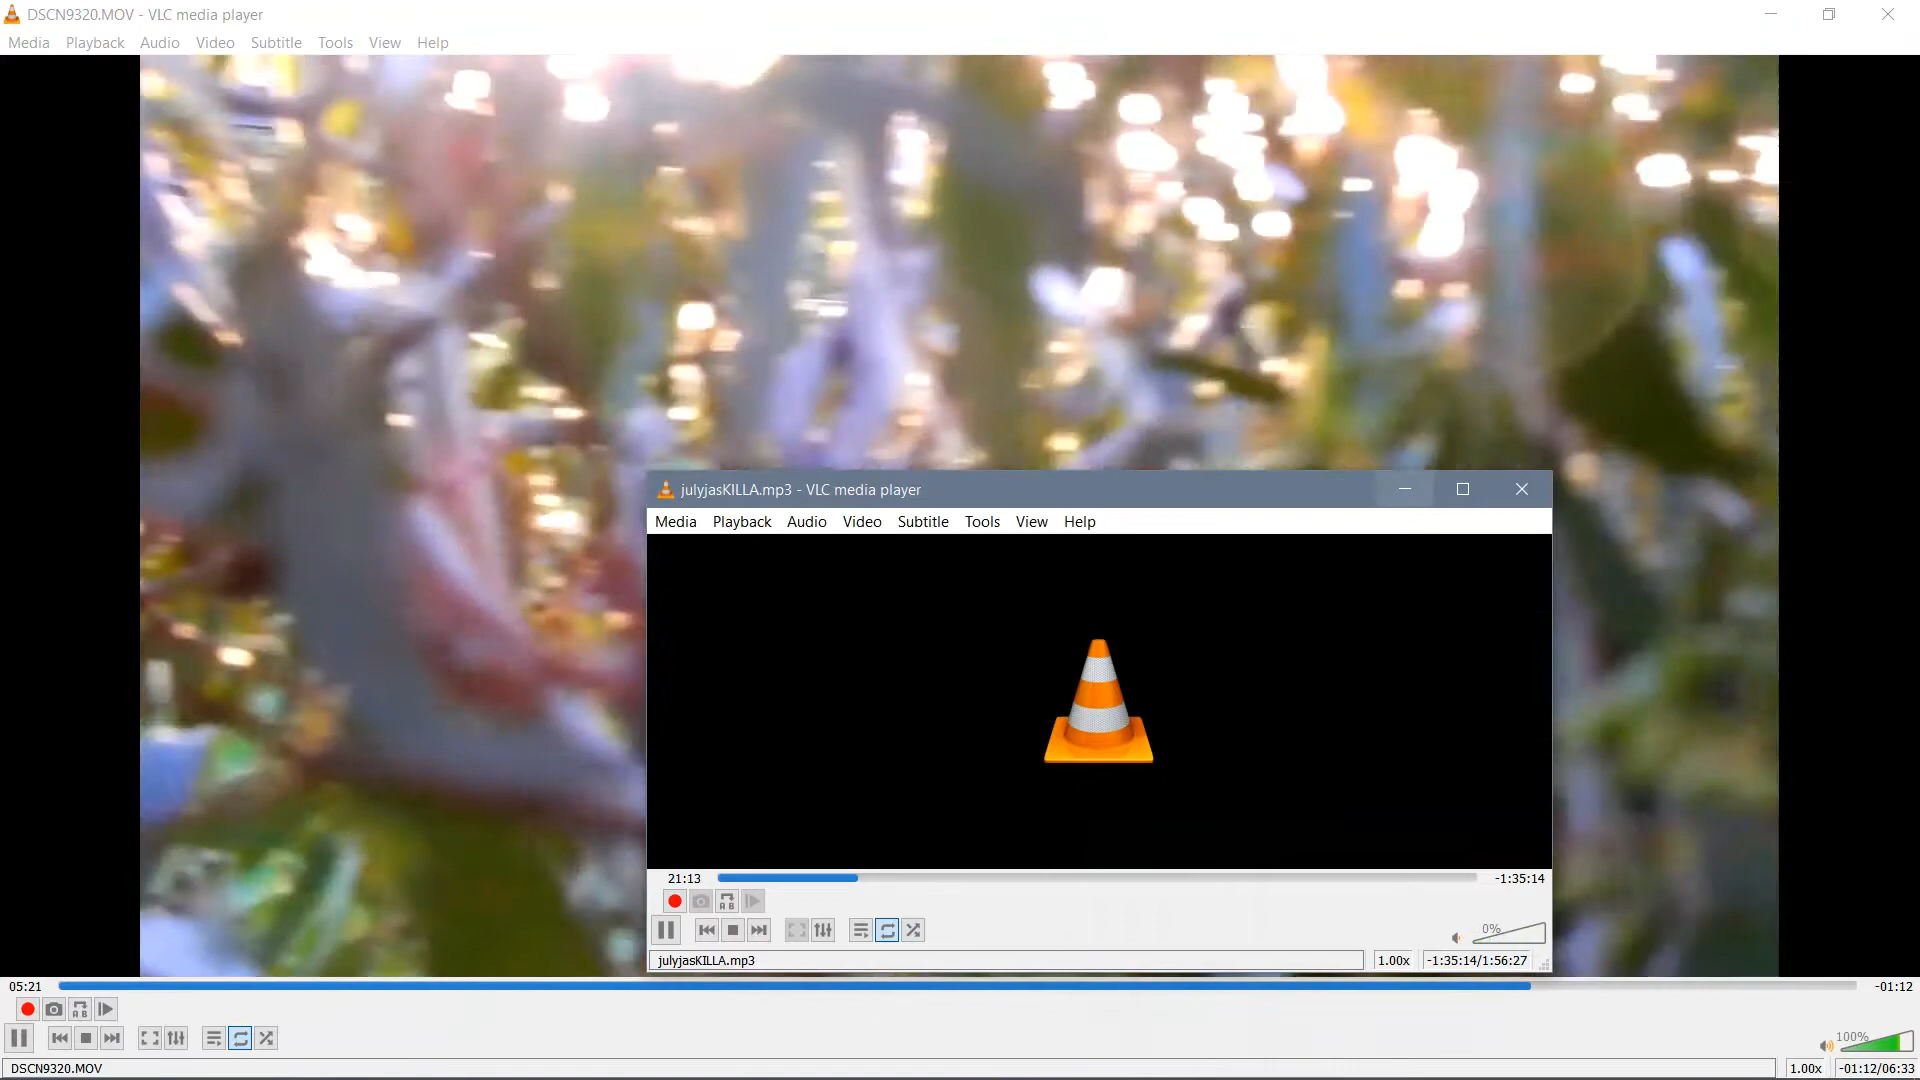 DSCN9320.MOV - VLC media player
Media Playback Audio Video Subtitle Tools View Help
julyjasKILLA.mp3 - VLC media player
Media Playback Audio Video Subtitle Tools View Help
21:13 -1:35:14
A B
0%
julyjasKILLA.mp3 1.00x -1:35:14/1:56:27
05:21 -01:12
A B
100%
DSCN9320.MOV 1.00x -01:12/06:33